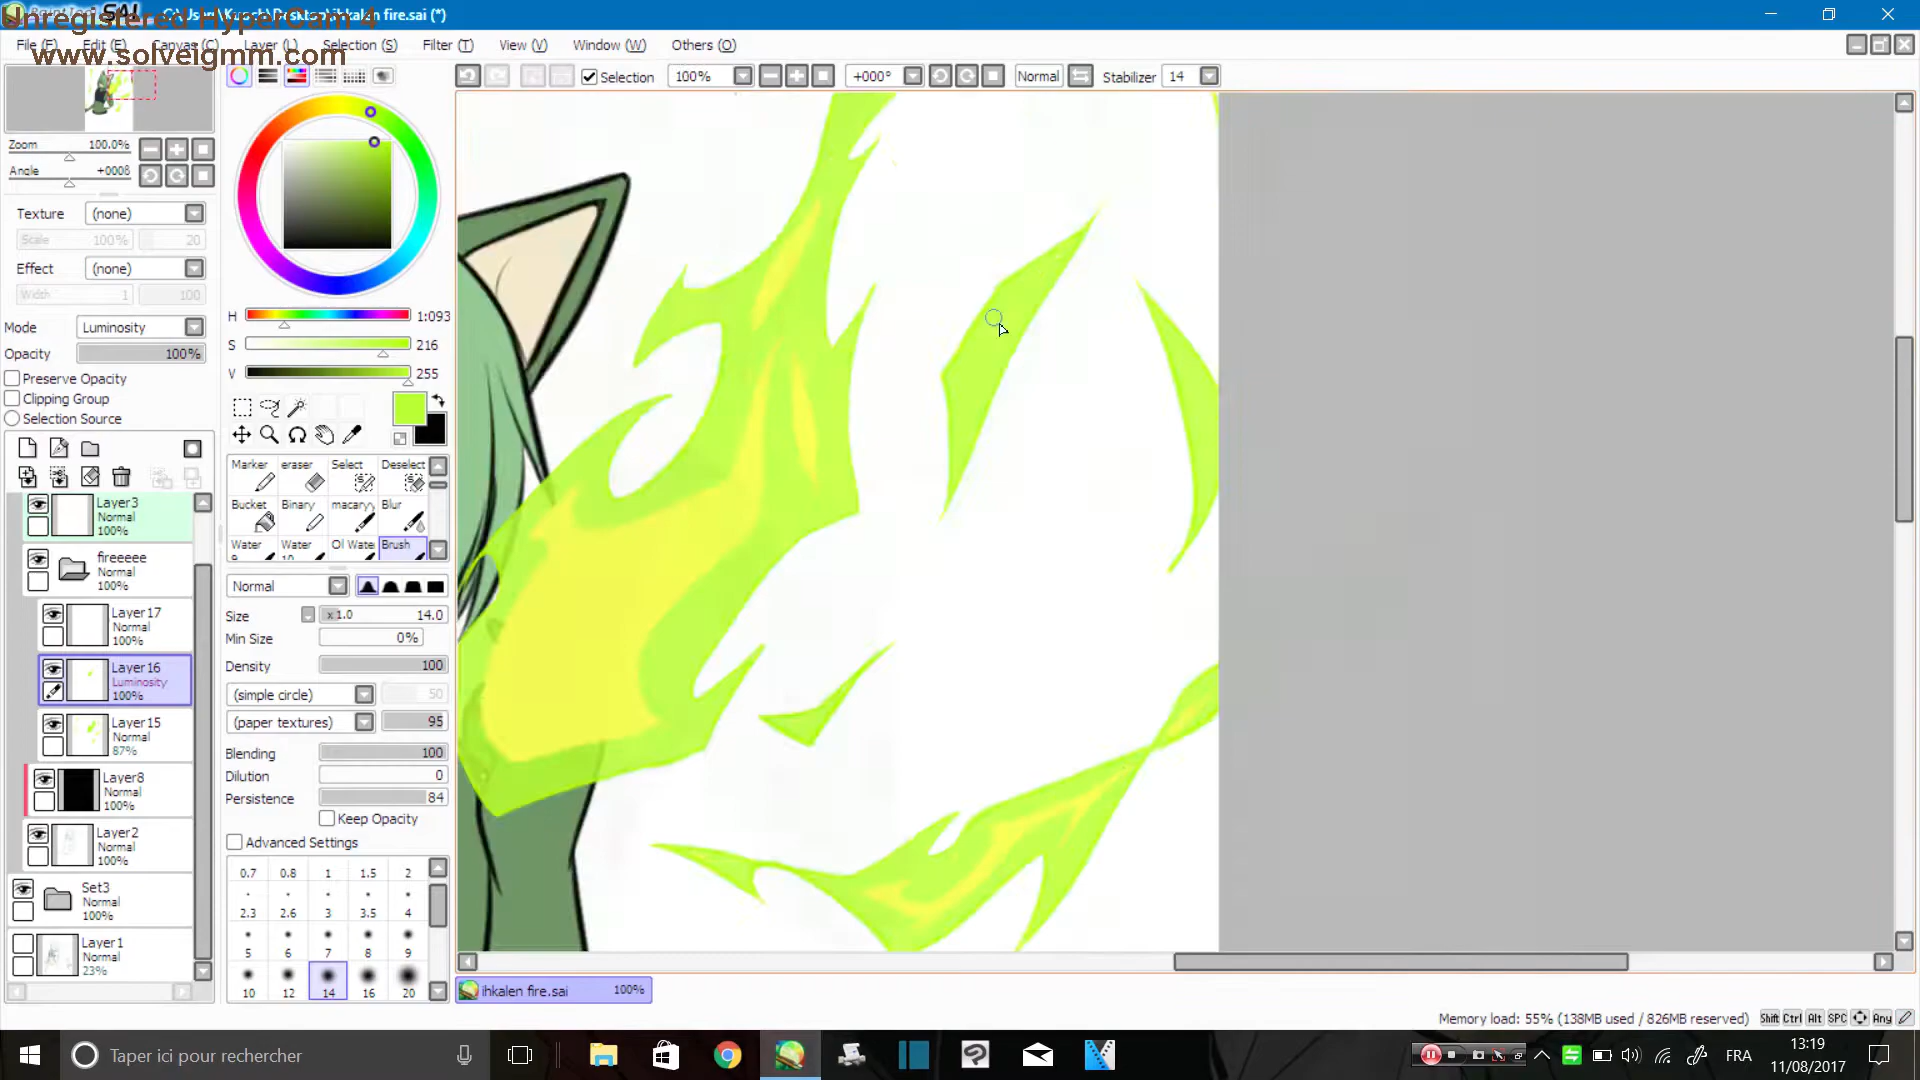 Unregistered HyperCam 4
www.solveigmm.com
SAI
C:\Users\Kuroch\Desktop\ihkalen fire.sai (*)
File (F) Edit (E) Canvas (C) Layer (L) Selection (S) Filter (T) View (V) Window (W) Others (O)
Selection 100% +000° Normal Stabilizer 14
Zoom 100.0%
Angle +0008
Texture (none)
Scale 100% 20
Effect (none)
Width 1 100
Mode Luminosity
Opacity 100%
Preserve Opacity
Clipping Group
Selection Source
Layer3
Normal
100%
fireeeee
Normal
100%
Layer17
Normal
100%
Layer16
Luminosity
100%
Layer15
Normal
87%
Layer8
Normal
100%
Layer2
Normal
100%
Set3
Normal
100%
Layer1
Normal
23%
H 1:093
S 216
V 255
Marker eraser Select Deselect
Bucket Binary macaryy Blur
Water Water Ol Wate Brush
Normal
Size x1.0 14.0
Min Size 0%
Density 100
(simple circle) 50
(paper textures) 95
Blending 100
Dilution 0
Persistence 84
Keep Opacity
Advanced Settings
0.7 0.8 1 1.5 2
2.3 2.6 3 3.5 4
5 6 7 8 9
10 12 14 16 20
ihkalen fire.sai 100%
Memory load: 55% (138MB used / 826MB reserved) Shift Ctrl Alt SPC Any
Taper ici pour rechercher
FRA
13:19
11/08/2017